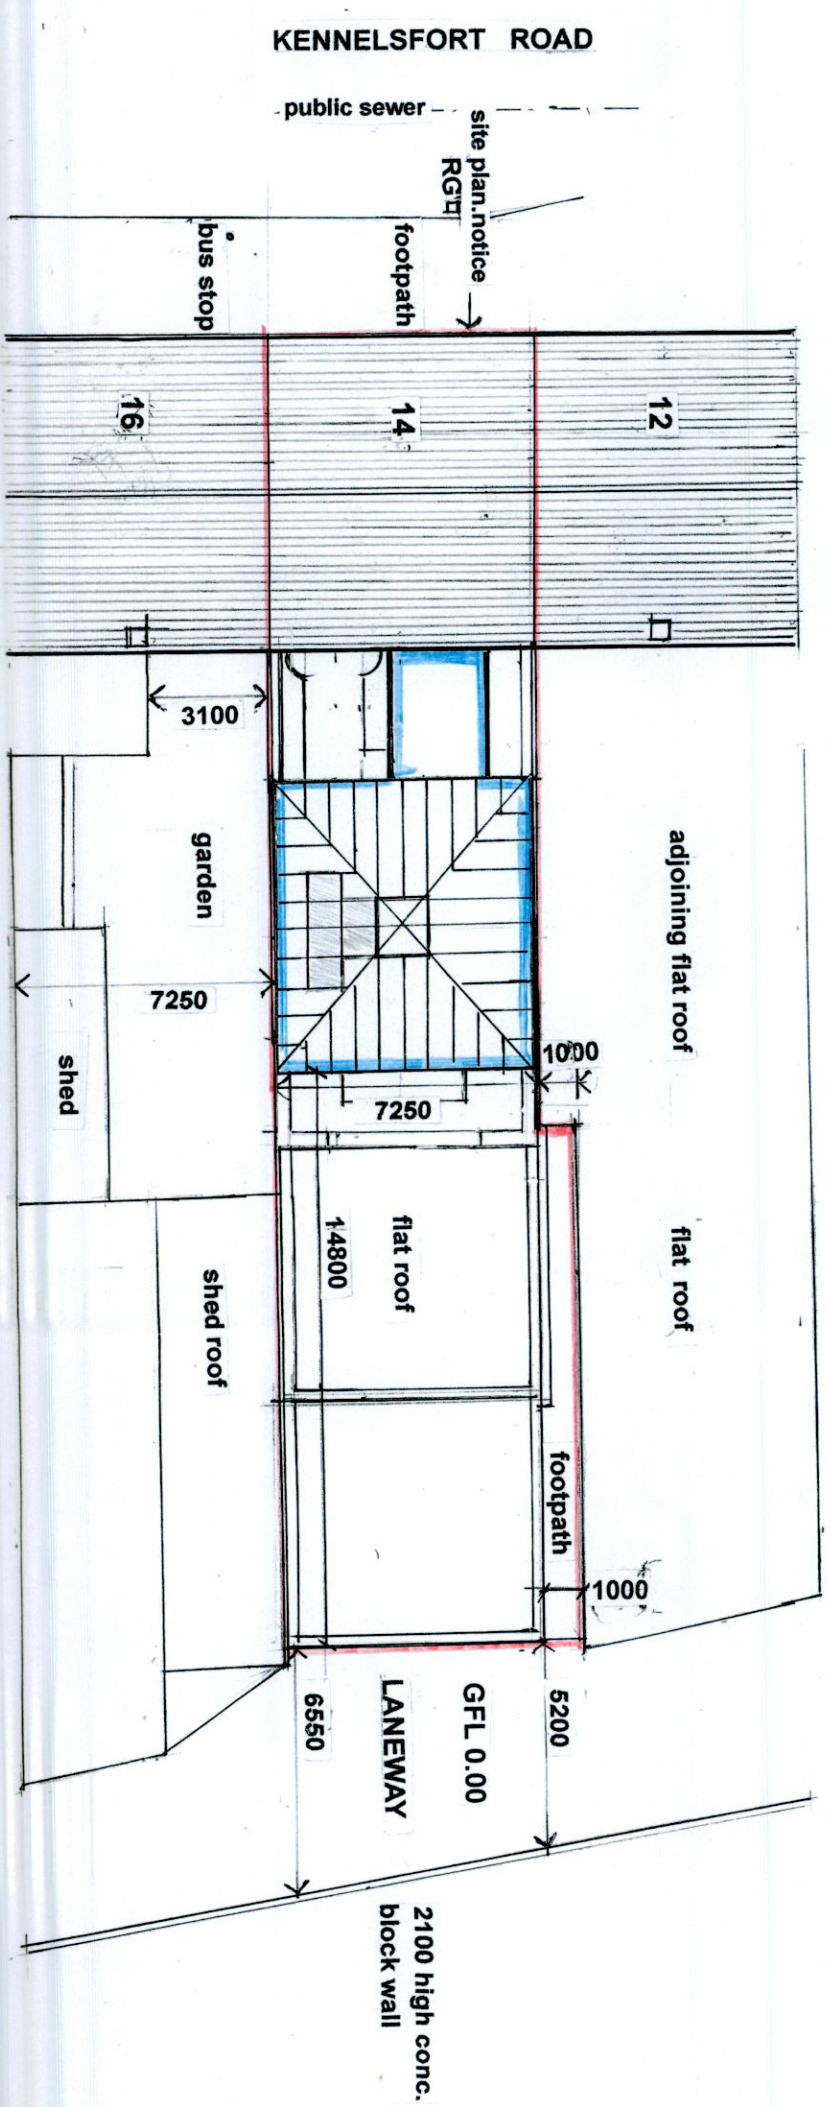 KENNELSFORT ROAD
public sewer
site plan.notice
RG
footpath
bus stop
16
14
12
3100
garden
adjoining flat roof
7250
shed
1000
7250
14800
flat roof
flat roof
shed roof
footpath
1000
6550
LANEWAY
GFL 0.00
5200
2100 high conc.
block wall